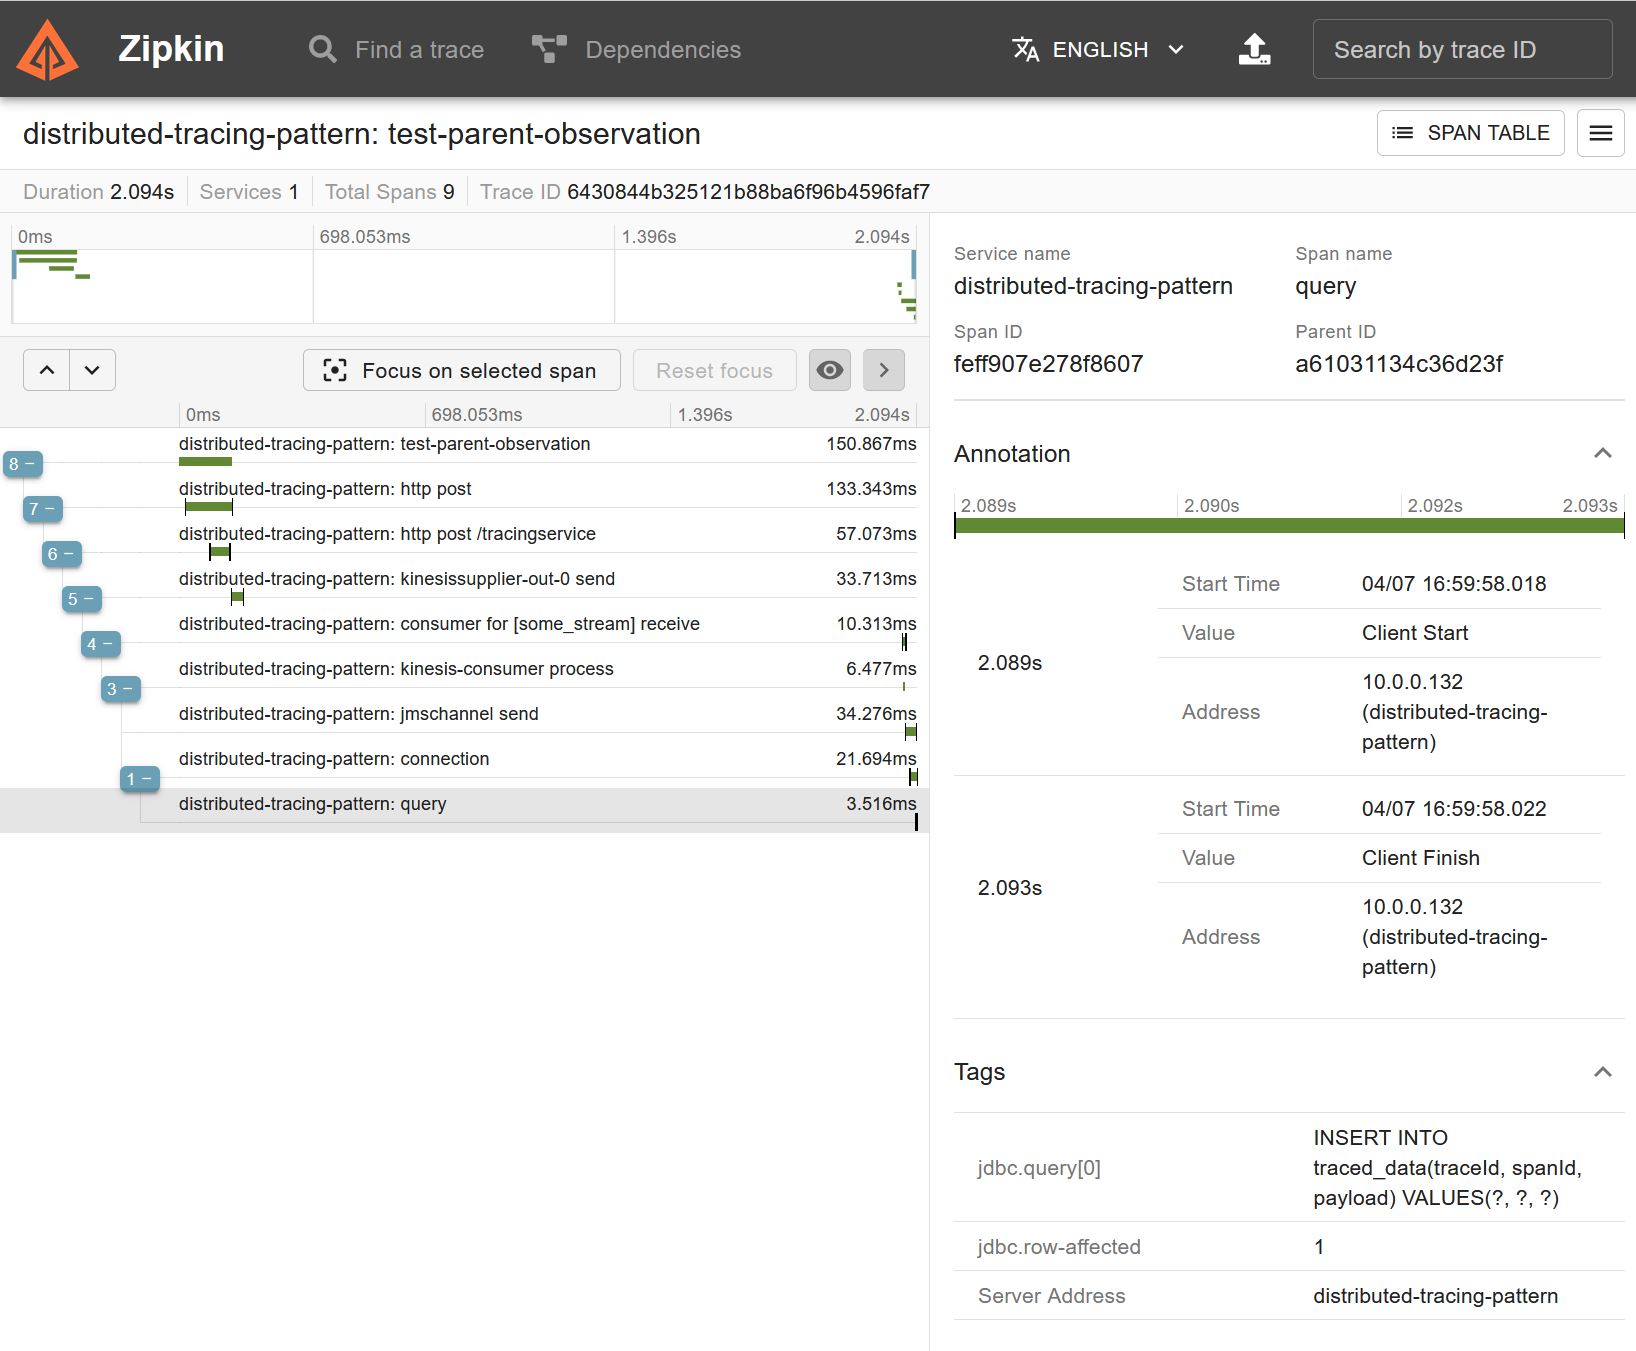 Zipkin
Find a trace
Dependencies
ENGLISH
Search by trace ID
distributed-tracing-pattern: test-parent-observation
SPAN TABLE
Duration 2.094s
Services 1
Total Spans 9
Trace ID 6430844b325121b88ba6f96b4596faf7
0ms 698.053ms 1.396s 2.094s
Focus on selected span
Reset focus
0ms 698.053ms 1.396s 2.094s
distributed-tracing-pattern: test-parent-observation 150.867ms
8 −
distributed-tracing-pattern: http post 133.343ms
7 −
distributed-tracing-pattern: http post /tracingservice 57.073ms
6 −
distributed-tracing-pattern: kinesissupplier-out-0 send 33.713ms
5 −
distributed-tracing-pattern: consumer for [some_stream] receive 10.313ms
4 −
distributed-tracing-pattern: kinesis-consumer process 6.477ms
3 −
distributed-tracing-pattern: jmschannel send 34.276ms
distributed-tracing-pattern: connection 21.694ms
1 −
distributed-tracing-pattern: query 3.516ms
Service name
distributed-tracing-pattern
Span name
query
Span ID
feff907e278f8607
Parent ID
a61031134c36d23f
Annotation
2.089s 2.090s 2.092s 2.093s
2.089s
Start Time 04/07 16:59:58.018
Value Client Start
Address 10.0.0.132
(distributed-tracing-
pattern)
2.093s
Start Time 04/07 16:59:58.022
Value Client Finish
Address 10.0.0.132
(distributed-tracing-
pattern)
Tags
jdbc.query[0] INSERT INTO
traced_data(traceId, spanId,
payload) VALUES(?, ?, ?)
jdbc.row-affected 1
Server Address distributed-tracing-pattern